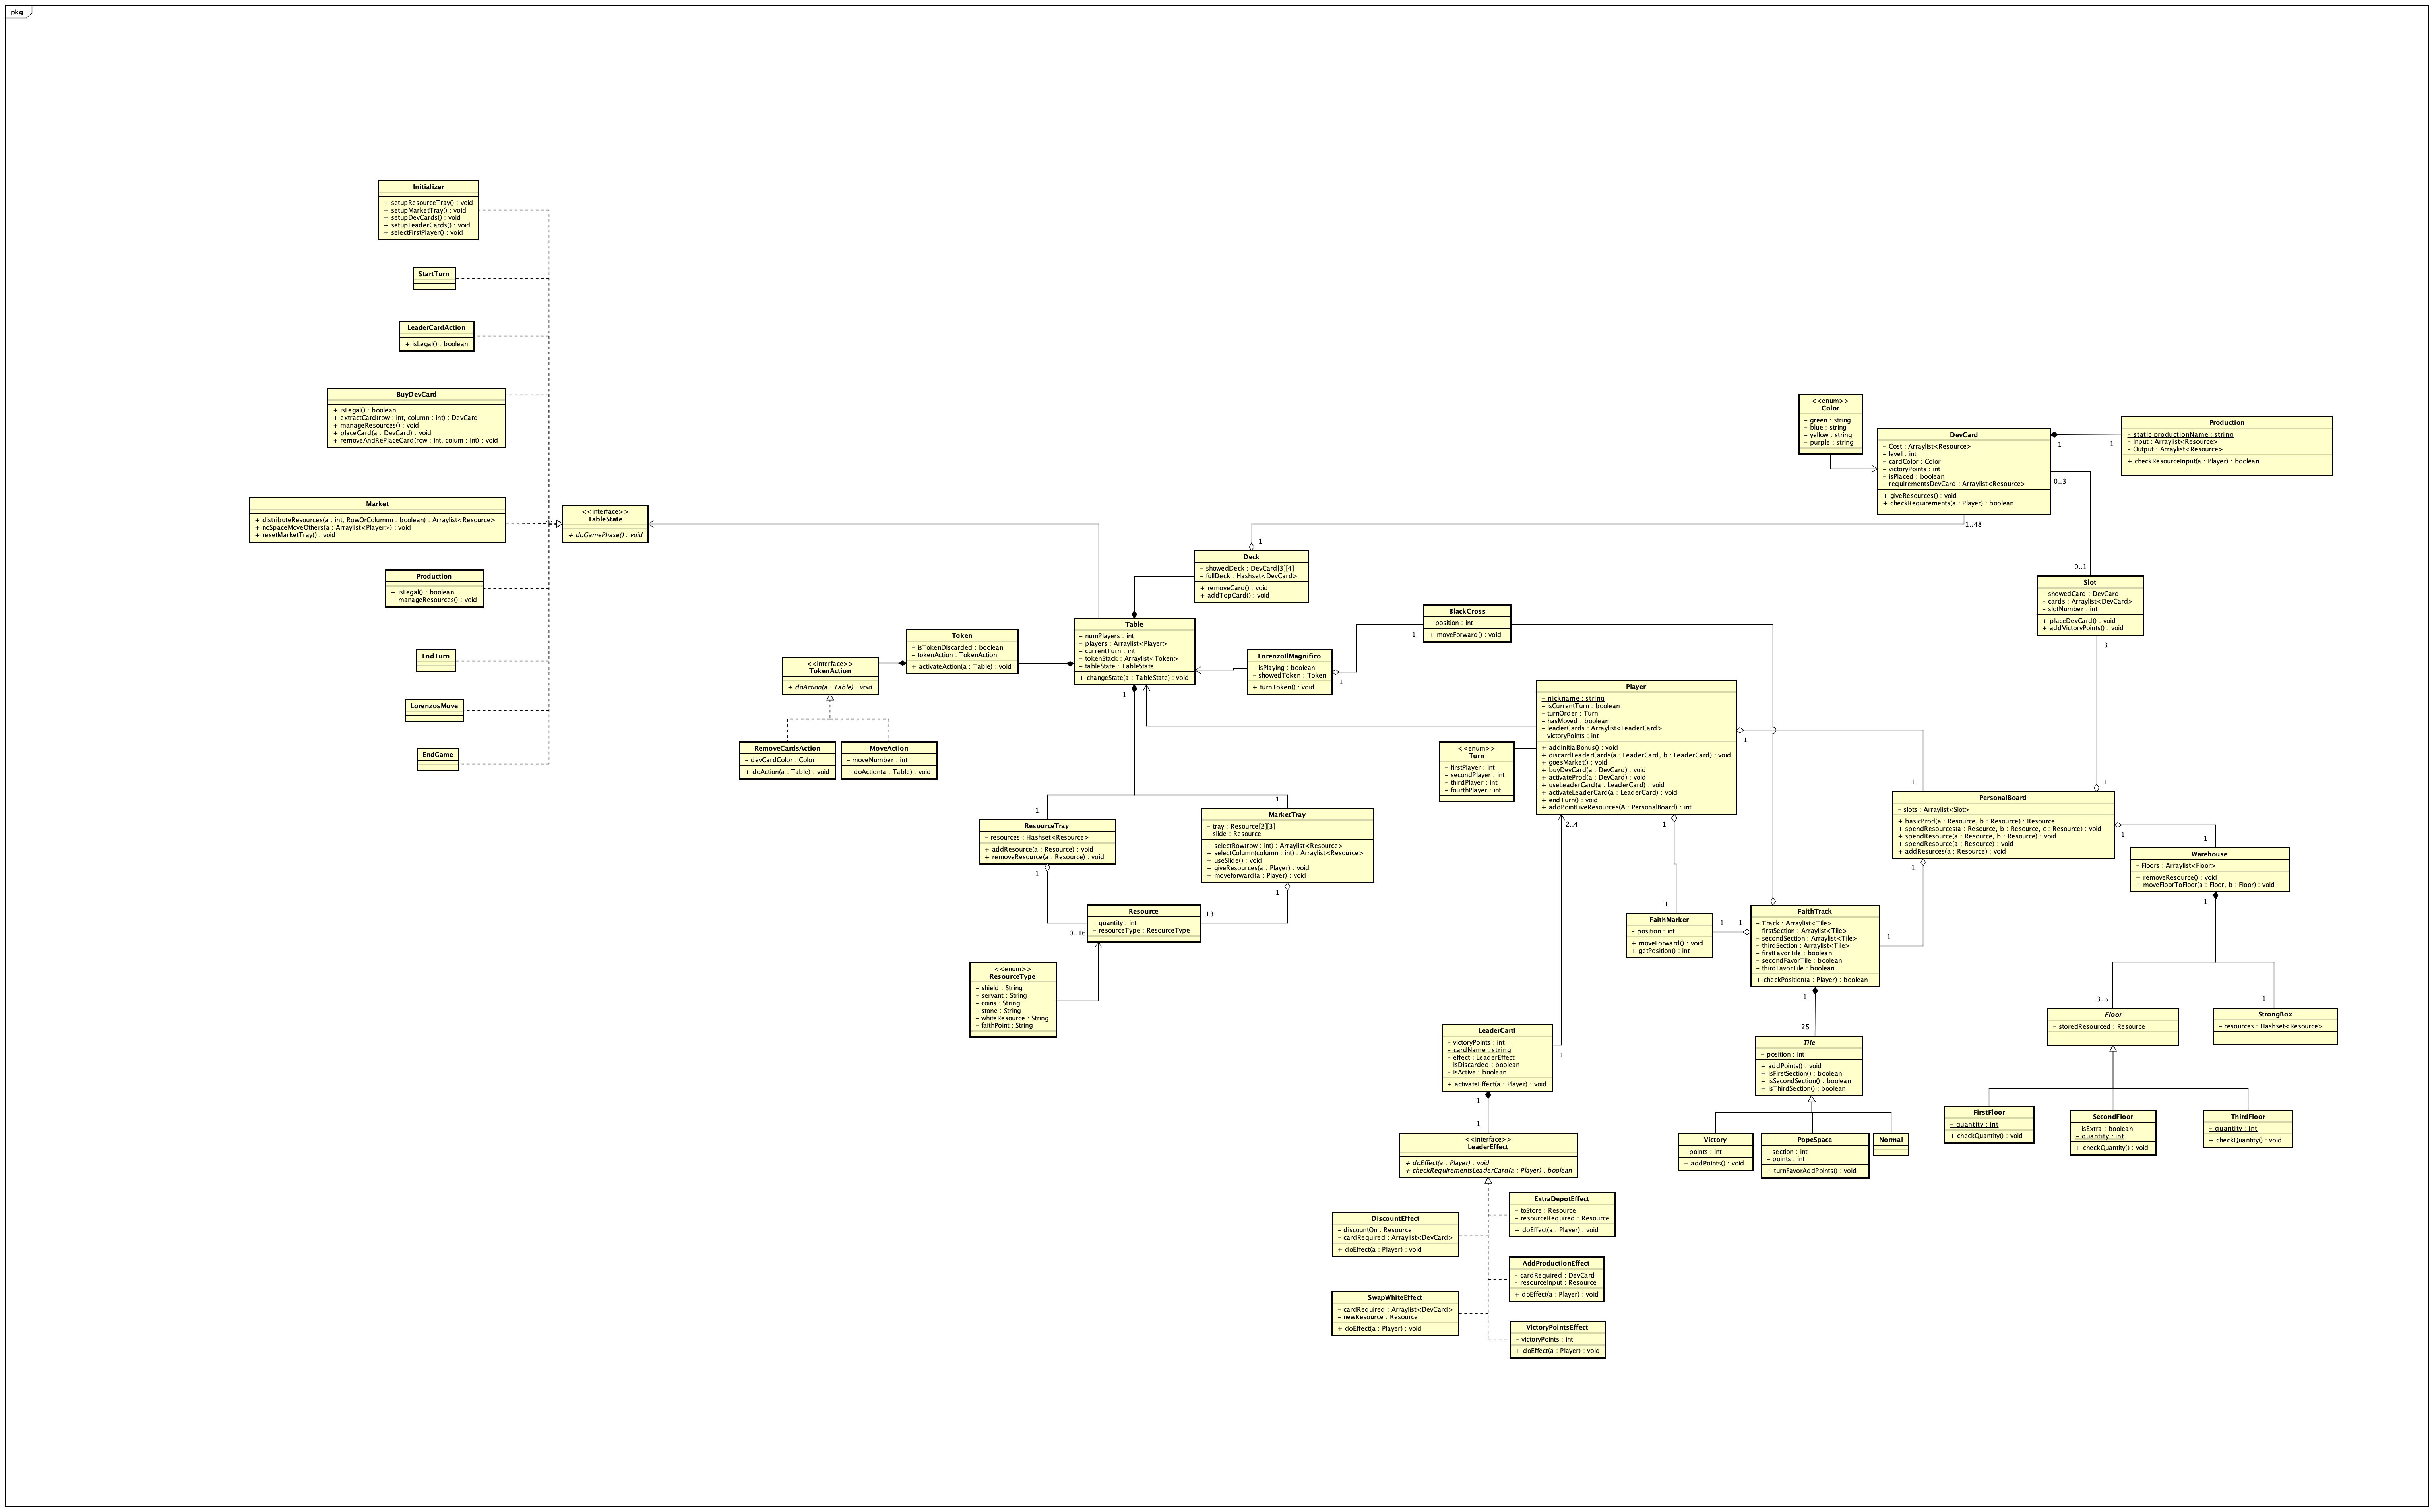 pkg
Initializer
+ setupResourceTray() : void
+ setupMarketTray() : void
+ setupDevCards() : void
+ setupLeaderCards() : void
+ selectFirstPlayer() : void
StartTurn
LeaderCardAction
+ isLegal() : boolean
BuyDevCard
+ isLegal() : boolean
+ extractCard(row : int, column : int) : DevCard
+ manageResources() : void
+ placeCard(a : DevCard) : void
+ removeAndRePlaceCard(row : int, colum : int) : void
Market
+ distributeResources(a : int, RowOrColumnn : boolean) : Arraylist<Resource>
+ noSpaceMoveOthers(a : Arraylist<Player>) : void
+ resetMarketTray() : void
Production
+ isLegal() : boolean
+ manageResources() : void
EndTurn
LorenzosMove
EndGame
<<interface>>
TableState
+ doGamePhase() : void
<<interface>>
TokenAction
+ doAction(a : Table) : void
Token
- isTokenDiscarded : boolean
- tokenAction : TokenAction
+ activateAction(a : Table) : void
RemoveCardsAction
- devCardColor : Color
+ doAction(a : Table) : void
MoveAction
- moveNumber : int
+ doAction(a : Table) : void
Table
- numPlayers : int
- players : Arraylist<Player>
- currentTurn : int
- tokenStack : Arraylist<Token>
- tableState : TableState
+ changeState(a : TableState) : void
1
Deck
- showedDeck : DevCard[3][4]
- fullDeck : Hashset<DevCard>
+ removeCard() : void
+ addTopCard() : void
1
1..48
LorenzoIlMagnifico
- isPlaying : boolean
- showedToken : Token
+ turnToken() : void
1
1
BlackCross
- position : int
+ moveForward() : void
1
ResourceTray
- resources : Hashset<Resource>
+ addResource(a : Resource) : void
+ removeResource(a : Resource) : void
1
0..16
1
MarketTray
- tray : Resource[2][3]
- slide : Resource
+ selectRow(row : int) : Arraylist<Resource>
+ selectColumn(column : int) : Arraylist<Resource>
+ useSlide() : void
+ giveResources(a : Player) : void
+ moveforward(a : Player) : void
1
13
Resource
- quantity : int
- resourceType : ResourceType
<<enum>>
ResourceType
- shield : String
- servant : String
- coins : String
- stone : String
- whiteResource : String
- faithPoint : String
<<enum>>
Turn
- firstPlayer : int
- secondPlayer : int
- thirdPlayer : int
- fourthPlayer : int
Player
- nickname : string
- isCurrentTurn : boolean
- turnOrder : Turn
- hasMoved : boolean
- leaderCards : Arraylist<LeaderCard>
- victoryPoints : int
+ addInitialBonus() : void
+ discardLeaderCards(a : LeaderCard, b : LeaderCard) : void
+ goesMarket() : void
+ buyDevCard(a : DevCard) : void
+ activateProd(a : DevCard) : void
+ useLeaderCard(a : LeaderCard) : void
+ activateLeaderCard(a : LeaderCard) : void
+ endTurn() : void
+ addPointFiveResources(A : PersonalBoard) : int
2..4
1
1
1
1
<<enum>>
Color
- green : string
- blue : string
- yellow : string
- purple : string
DevCard
- Cost : Arraylist<Resource>
- level : int
- cardColor : Color
- victoryPoints : int
- isPlaced : boolean
- requirementsDevCard : Arraylist<Resource>
+ giveResources() : void
+ checkRequirements(a : Player) : boolean
1
1
0..3
Production
- static productionName : string
- Input : Arraylist<Resource>
- Output : Arraylist<Resource>
+ checkResourceInput(a : Player) : boolean
0..1
Slot
- showedCard : DevCard
- cards : Arraylist<DevCard>
- slotNumber : int
+ placeDevCard() : void
+ addVictoryPoints() : void
3
1
PersonalBoard
- slots : Arraylist<Slot>
+ basicProd(a : Resource, b : Resource) : Resource
+ spendResources(a : Resource, b : Resource, c : Resource) : void
+ spendResource(a : Resource, b : Resource) : void
+ spendResource(a : Resource) : void
+ addResurces(a : Resource) : void
1
1
1
1
Warehouse
- Floors : Arraylist<Floor>
+ removeResource() : void
+ moveFloorToFloor(a : Floor, b : Floor) : void
1
3..5
1
Floor
- storedResourced : Resource
StrongBox
- resources : Hashset<Resource>
FirstFloor
- quantity : int
+ checkQuantity() : void
SecondFloor
- isExtra : boolean
- quantity : int
+ checkQuantity() : void
ThirdFloor
- quantity : int
+ checkQuantity() : void
FaithMarker
- position : int
+ moveForward() : void
+ getPosition() : int
1
1
FaithTrack
- Track : Arraylist<Tile>
- firstSection : Arraylist<Tile>
- secondSection : Arraylist<Tile>
- thirdSection : Arraylist<Tile>
- firstFavorTile : boolean
- secondFavorTile : boolean
- thirdFavorTile : boolean
+ checkPosition(a : Player) : boolean
1
25
Tile
- position : int
+ addPoints() : void
+ isFirstSection() : boolean
+ isSecondSection() : boolean
+ isThirdSection() : boolean
Victory
- points : int
+ addPoints() : void
PopeSpace
- section : int
- points : int
+ turnFavorAddPoints() : void
Normal
LeaderCard
- victoryPoints : int
- cardName : string
- effect : LeaderEffect
- isDiscarded : boolean
- isActive : boolean
+ activateEffect(a : Player) : void
1
1
1
<<interface>>
LeaderEffect
+ doEffect(a : Player) : void
+ checkRequirementsLeaderCard(a : Player) : boolean
ExtraDepotEffect
- toStore : Resource
- resourceRequired : Resource
+ doEffect(a : Player) : void
DiscountEffect
- discountOn : Resource
- cardRequired : Arraylist<DevCard>
+ doEffect(a : Player) : void
AddProductionEffect
- cardRequired : DevCard
- resourceInput : Resource
+ doEffect(a : Player) : void
SwapWhiteEffect
- cardRequired : Arraylist<DevCard>
- newResource : Resource
+ doEffect(a : Player) : void
VictoryPointsEffect
- victoryPoints : int
+ doEffect(a : Player) : void